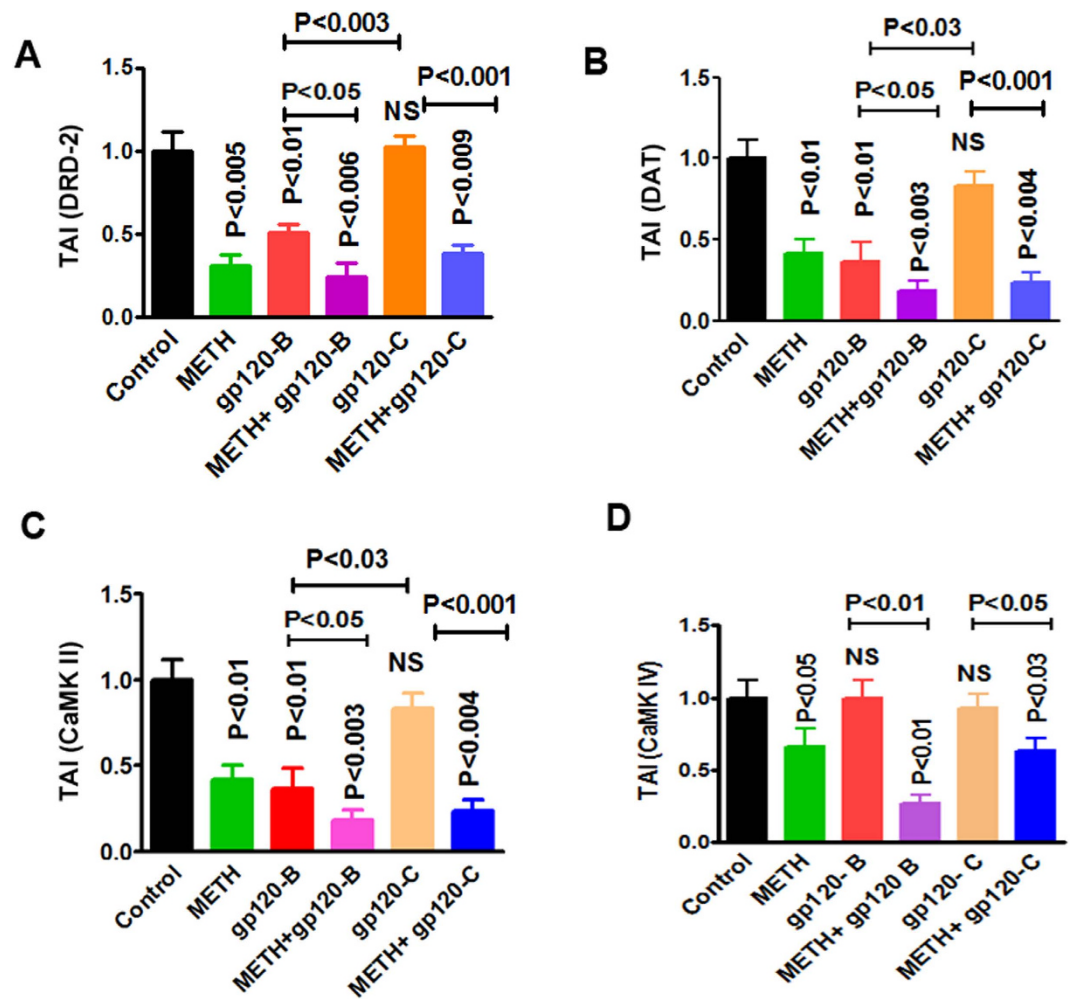 A
P<0.003
P<0.05
P<0.001
NS
1.5
1.0
0.5
0.0
TAI (DRD-2)
P<0.005
P<0.01
P<0.006
P<0.009
Control
METH
gp120-B
METH+ gp120-B
gp120-C
METH+gp120-C
B
P<0.03
P<0.05
P<0.001
NS
1.5
1.0
0.5
0.0
TAI (DAT)
P<0.01
P<0.01
P<0.003
P<0.004
Control
METH
gp120-B
METH+gp120-B
gp120-C
METH+ gp120-C
C
P<0.03
P<0.05
P<0.001
NS
1.5
1.0
0.5
0.0
TAI (CaMK II)
P<0.01
P<0.01
P<0.003
P<0.004
Control
METH
gp120-B
METH+gp120-B
gp120-C
METH+ gp120-C
D
P<0.01
P<0.05
NS
NS
1.5
1.0
0.5
0.0
TAI (CaMK IV)
P<0.05
P<0.01
P<0.03
Control
METH
gp120- B
METH+ gp120 B
gp120- C
METH+ gp120-C